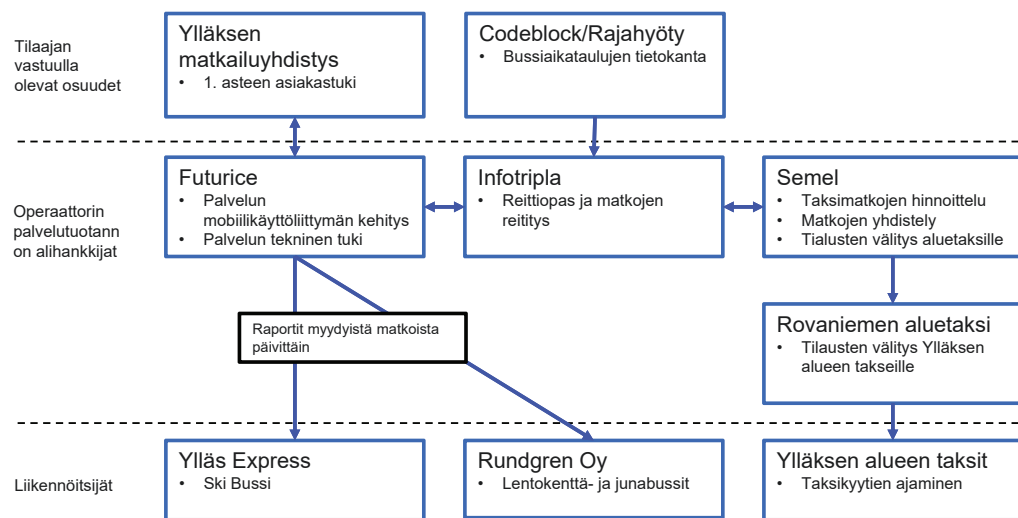 Tilaajan
vastuulla
olevat osuudet
Ylläksen
matkailuyhdistys
• 1. asteen asiakastuki
Codeblock/Rajahyöty
• Bussiaikataulujen tietokanta
Operaattorin
palvelutuotann
on alihankkijat
Futurice
• Palvelun
mobiilikäyttöliittymän kehitys
• Palvelun tekninen tuki
Infotripla
• Reittiopas ja matkojen
reititys
Semel
• Taksimatkojen hinnoittelu
• Matkojen yhdistely
• Tialusten välitys aluetaksille
Raportit myydyistä matkoista
päivittäin
Rovaniemen aluetaksi
• Tilausten välitys Ylläksen
alueen takseille
Liikennöitsijät
Ylläs Express
• Ski Bussi
Rundgren Oy
• Lentokenttä- ja junabussit
Ylläksen alueen taksit
• Taksikyytien ajaminen